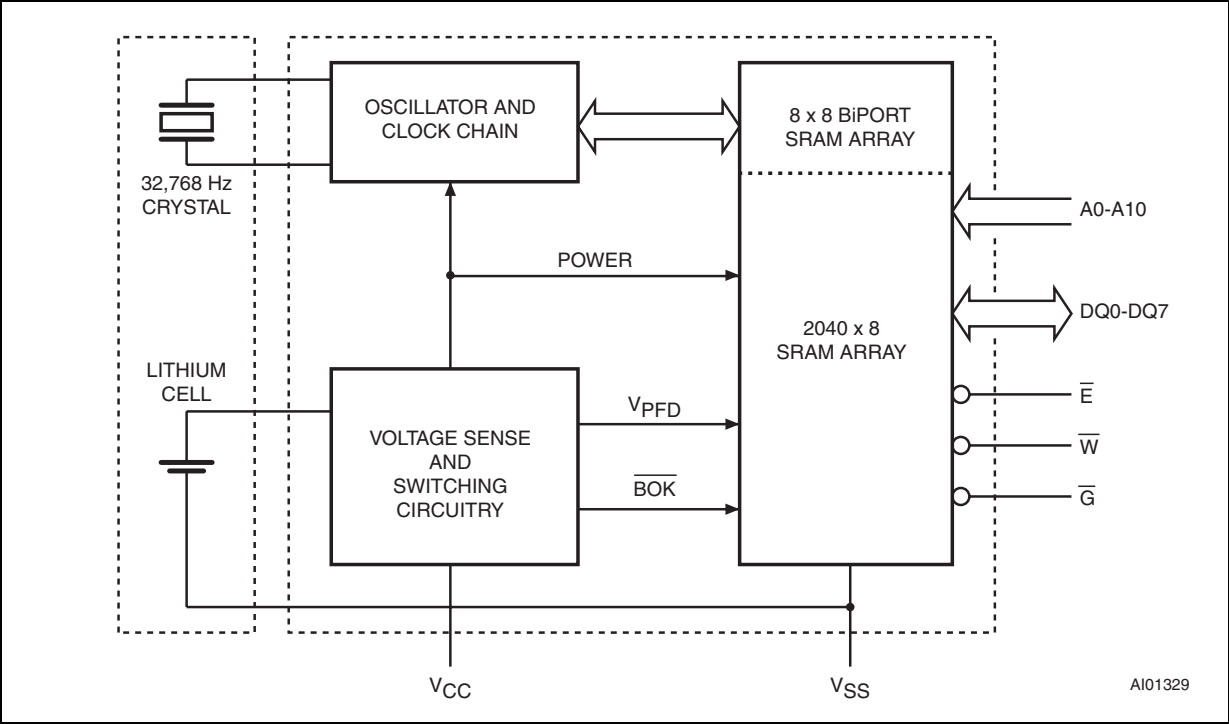 OSCILLATOR AND
CLOCK CHAIN
8 x 8 BiPORT
SRAM ARRAY
32,768 Hz
CRYSTAL
A0-A10
POWER
DQ0-DQ7
2040 x 8
SRAM ARRAY
LITHIUM
CELL
E̅
VPFD
VOLTAGE SENSE
AND
SWITCHING
CIRCUITRY
W̅
B̅O̅K̅
G̅
VCC
VSS
AI01329